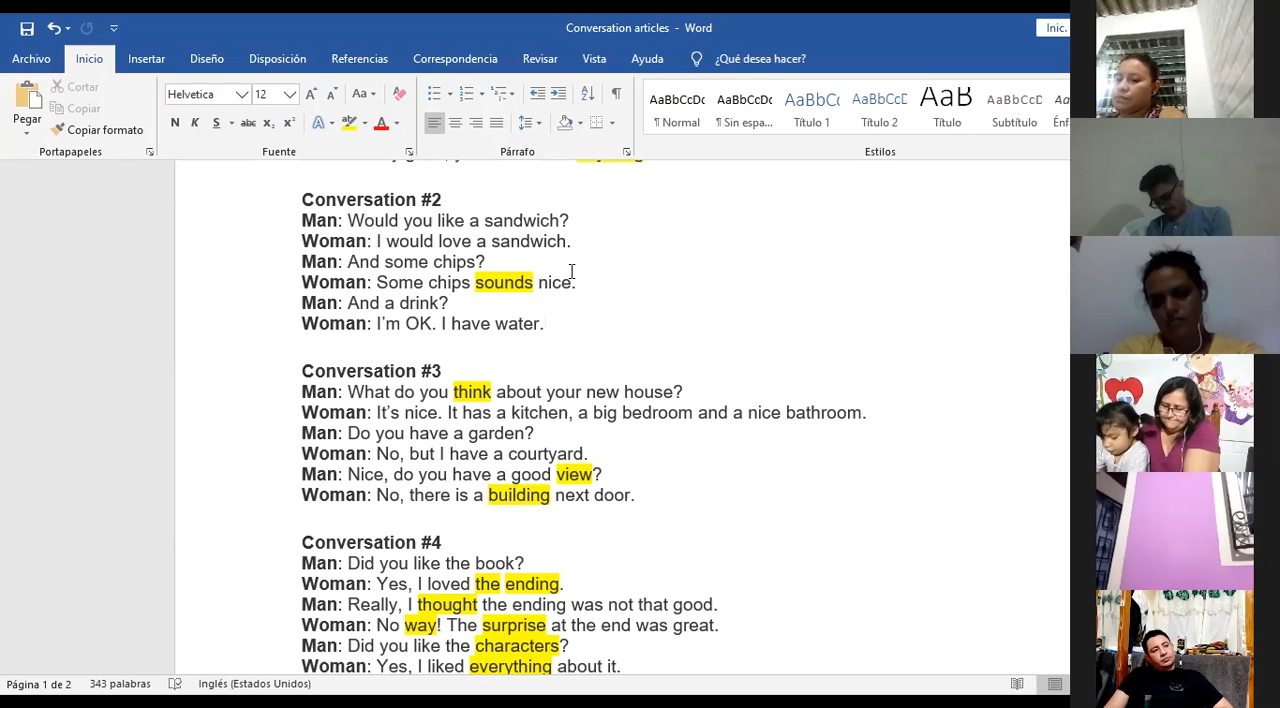 Conversation articles - Word
Inic.
Archivo Inicio Insertar Diseño Disposición Referencias Correspondencia Revisar Vista Ayuda ¿Qué desea hacer?
Pegar
Cortar
Copiar
Copiar formato
Portapapeles
Helvetica 12 Aa
N K S abc x₂ x² A A
Fuente
Párrafo
AaBbCcDc AaBbCcDc AaBbCc AaBbCc AaB AaBbCcD
¶ Normal ¶ Sin espa... Título 1 Título 2 Título Subtítulo
Estilos
Conversation #2
Man: Would you like a sandwich?
Woman: I would love a sandwich.
Man: And some chips?
Woman: Some chips sounds nice.
Man: And a drink?
Woman: I’m OK. I have water.
Conversation #3
Man: What do you think about your new house?
Woman: It’s nice. It has a kitchen, a big bedroom and a nice bathroom.
Man: Do you have a garden?
Woman: No, but I have a courtyard.
Man: Nice, do you have a good view?
Woman: No, there is a building next door.
Conversation #4
Man: Did you like the book?
Woman: Yes, I loved the ending.
Man: Really, I thought the ending was not that good.
Woman: No way! The surprise at the end was great.
Man: Did you like the characters?
Woman: Yes, I liked everything about it.
Página 1 de 2 343 palabras Inglés (Estados Unidos)